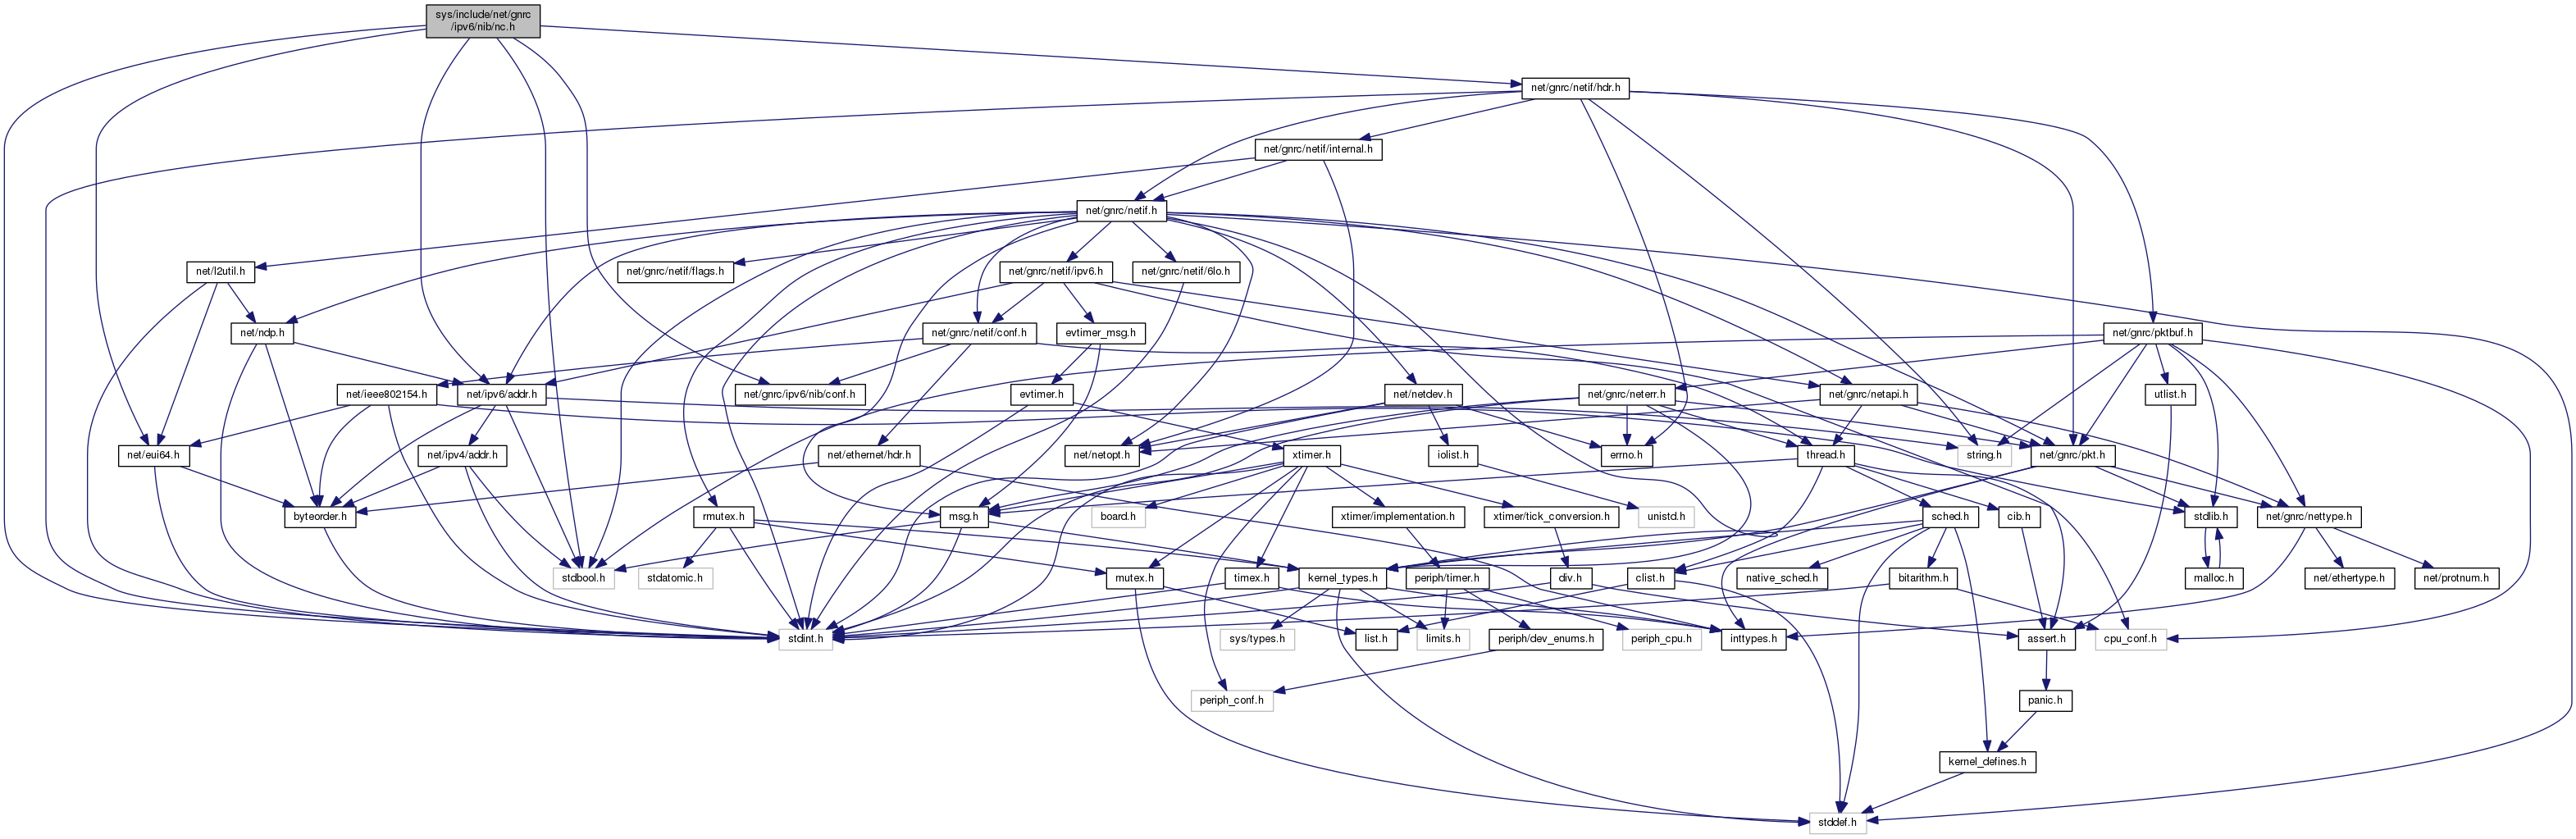 sys/include/net/gnrc
/ipv6/nib/nc.h
net/gnrc/netif/hdr.h
net/gnrc/netif/internal.h
net/gnrc/netif.h
net/l2util.h
net/gnrc/netif/flags.h
net/gnrc/netif/ipv6.h
net/gnrc/netif/6lo.h
net/ndp.h
net/gnrc/netif/conf.h
evtimer_msg.h
net/gnrc/pktbuf.h
net/ieee802154.h
net/ipv6/addr.h
net/gnrc/ipv6/nib/conf.h
evtimer.h
net/netdev.h
net/gnrc/neterr.h
net/gnrc/netapi.h
utlist.h
net/eui64.h
net/ipv4/addr.h
net/ethernet/hdr.h
net/netopt.h
xtimer.h
iolist.h
errno.h
thread.h
string.h
net/gnrc/pkt.h
byteorder.h
rmutex.h
msg.h
board.h
xtimer/implementation.h
xtimer/tick_conversion.h
unistd.h
sched.h
cib.h
stdlib.h
net/gnrc/nettype.h
stdbool.h
stdatomic.h
mutex.h
timex.h
kernel_types.h
periph/timer.h
div.h
clist.h
native_sched.h
bitarithm.h
malloc.h
net/ethertype.h
net/protnum.h
stdint.h
sys/types.h
list.h
limits.h
periph/dev_enums.h
periph_cpu.h
inttypes.h
assert.h
cpu_conf.h
periph_conf.h
panic.h
kernel_defines.h
stddef.h